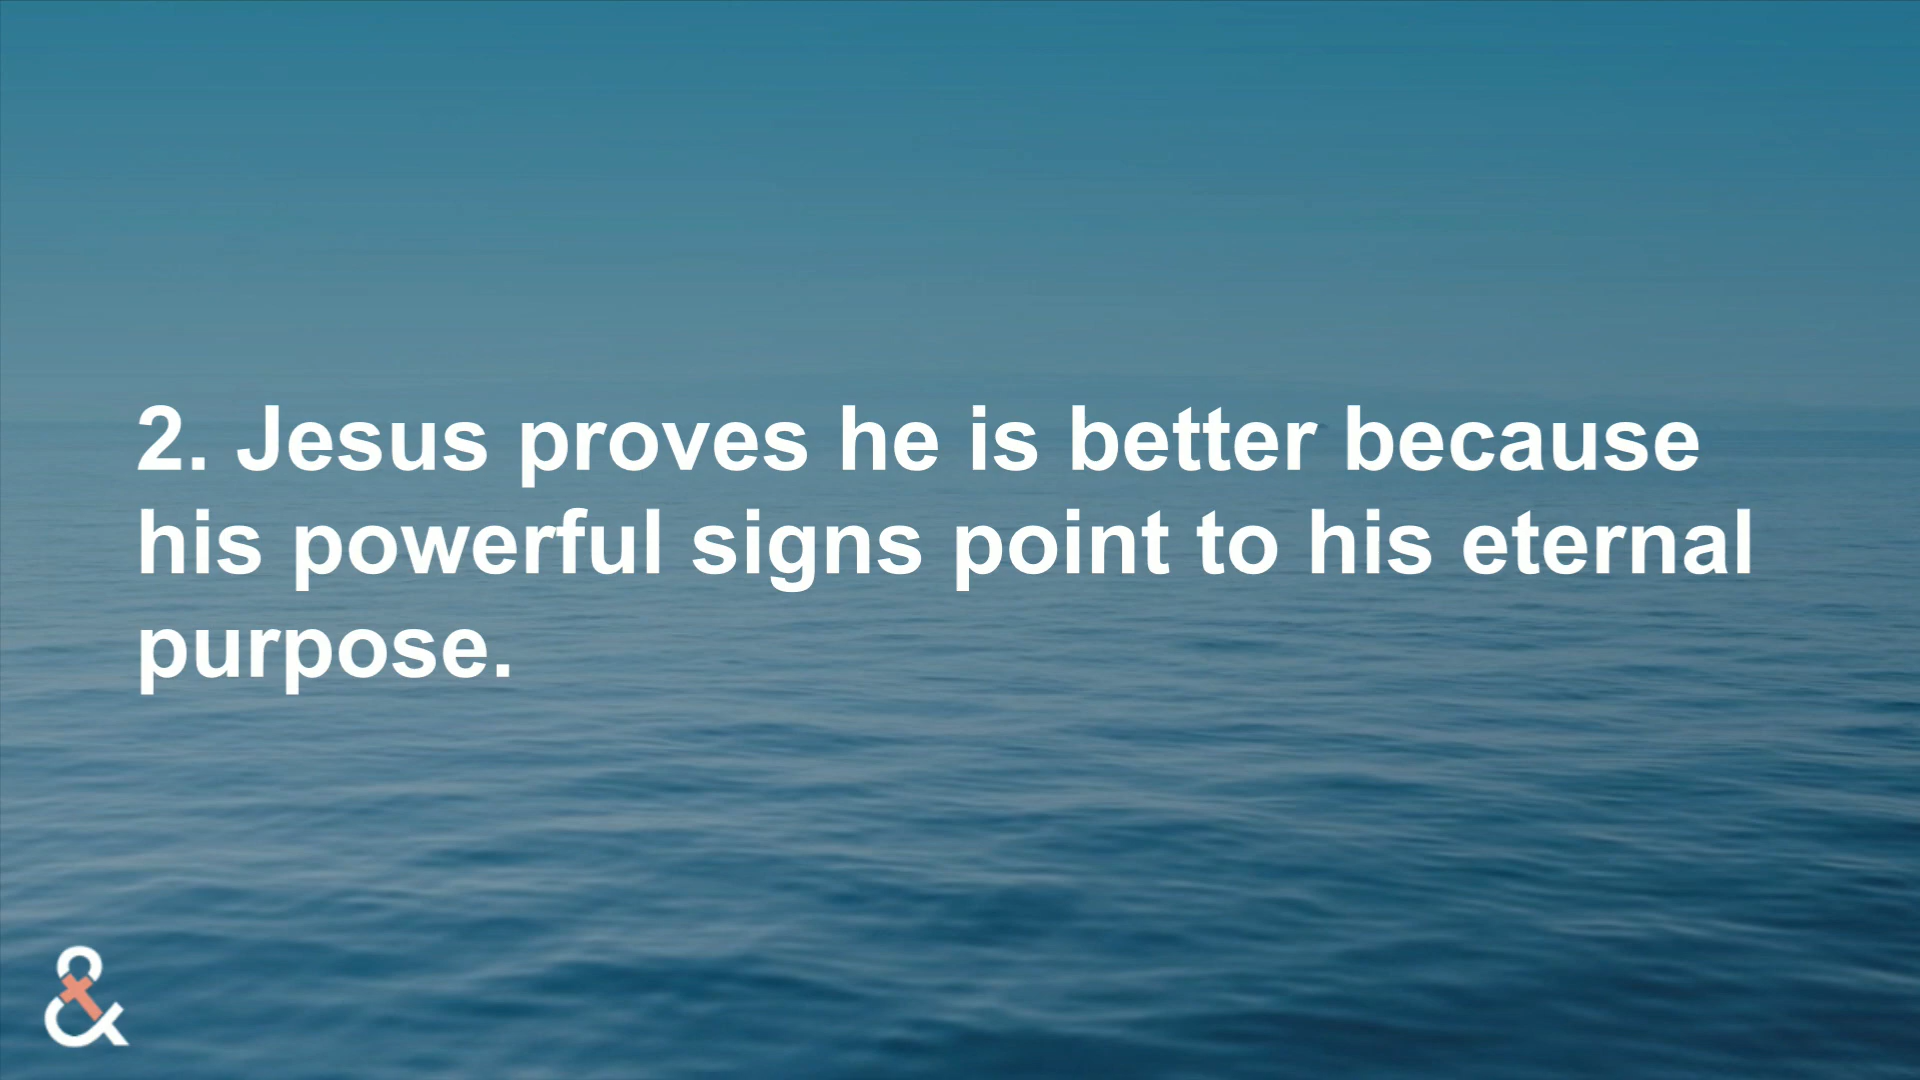 2. Jesus proves he is better because
his powerful signs point to his eternal
purpose.
&